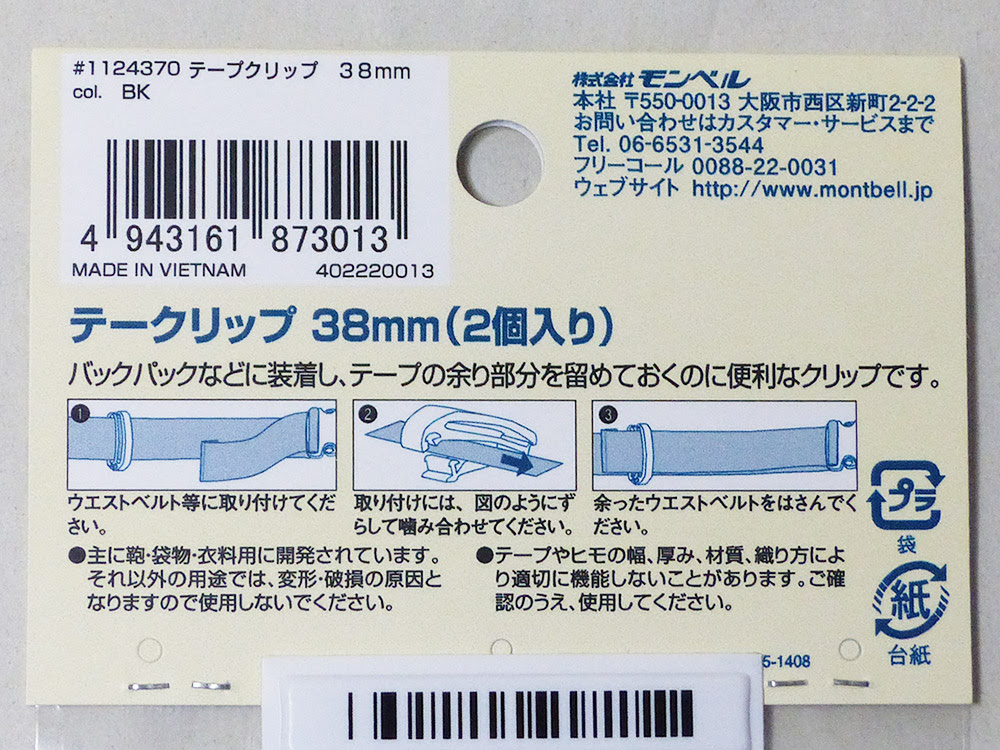 #1124370 テープクリップ 38mm
col. BK
4 943161 873013
MADE IN VIETNAM 402220013
株式会社 モンベル
本社 〒550-0013 大阪市西区新町2-2-2
お問い合わせはカスタマー・サービスまで
Tel. 06-6531-3544
フリーコール 0088-22-0031
ウェブサイト http://www.montbell.jp
テークリップ 38mm(2個入り)
バックパックなどに装着し、テープの余り部分を留めておくのに便利なクリップです。
1
ウエストベルト等に取り付けてくだ
さい。
2
取り付けには、図のようにず
らして噛み合わせてください。
3
余ったウエストベルトをはさんでく
ださい。
●主に鞄・袋物・衣料用に開発されています。
それ以外の用途では、変形・破損の原因と
なりますので使用しないでください。
●テープやヒモの幅、厚み、材質、織り方によ
り適切に機能しないことがあります。ご確
認のうえ、使用してください。
プラ
袋
紙
台紙
5-1408